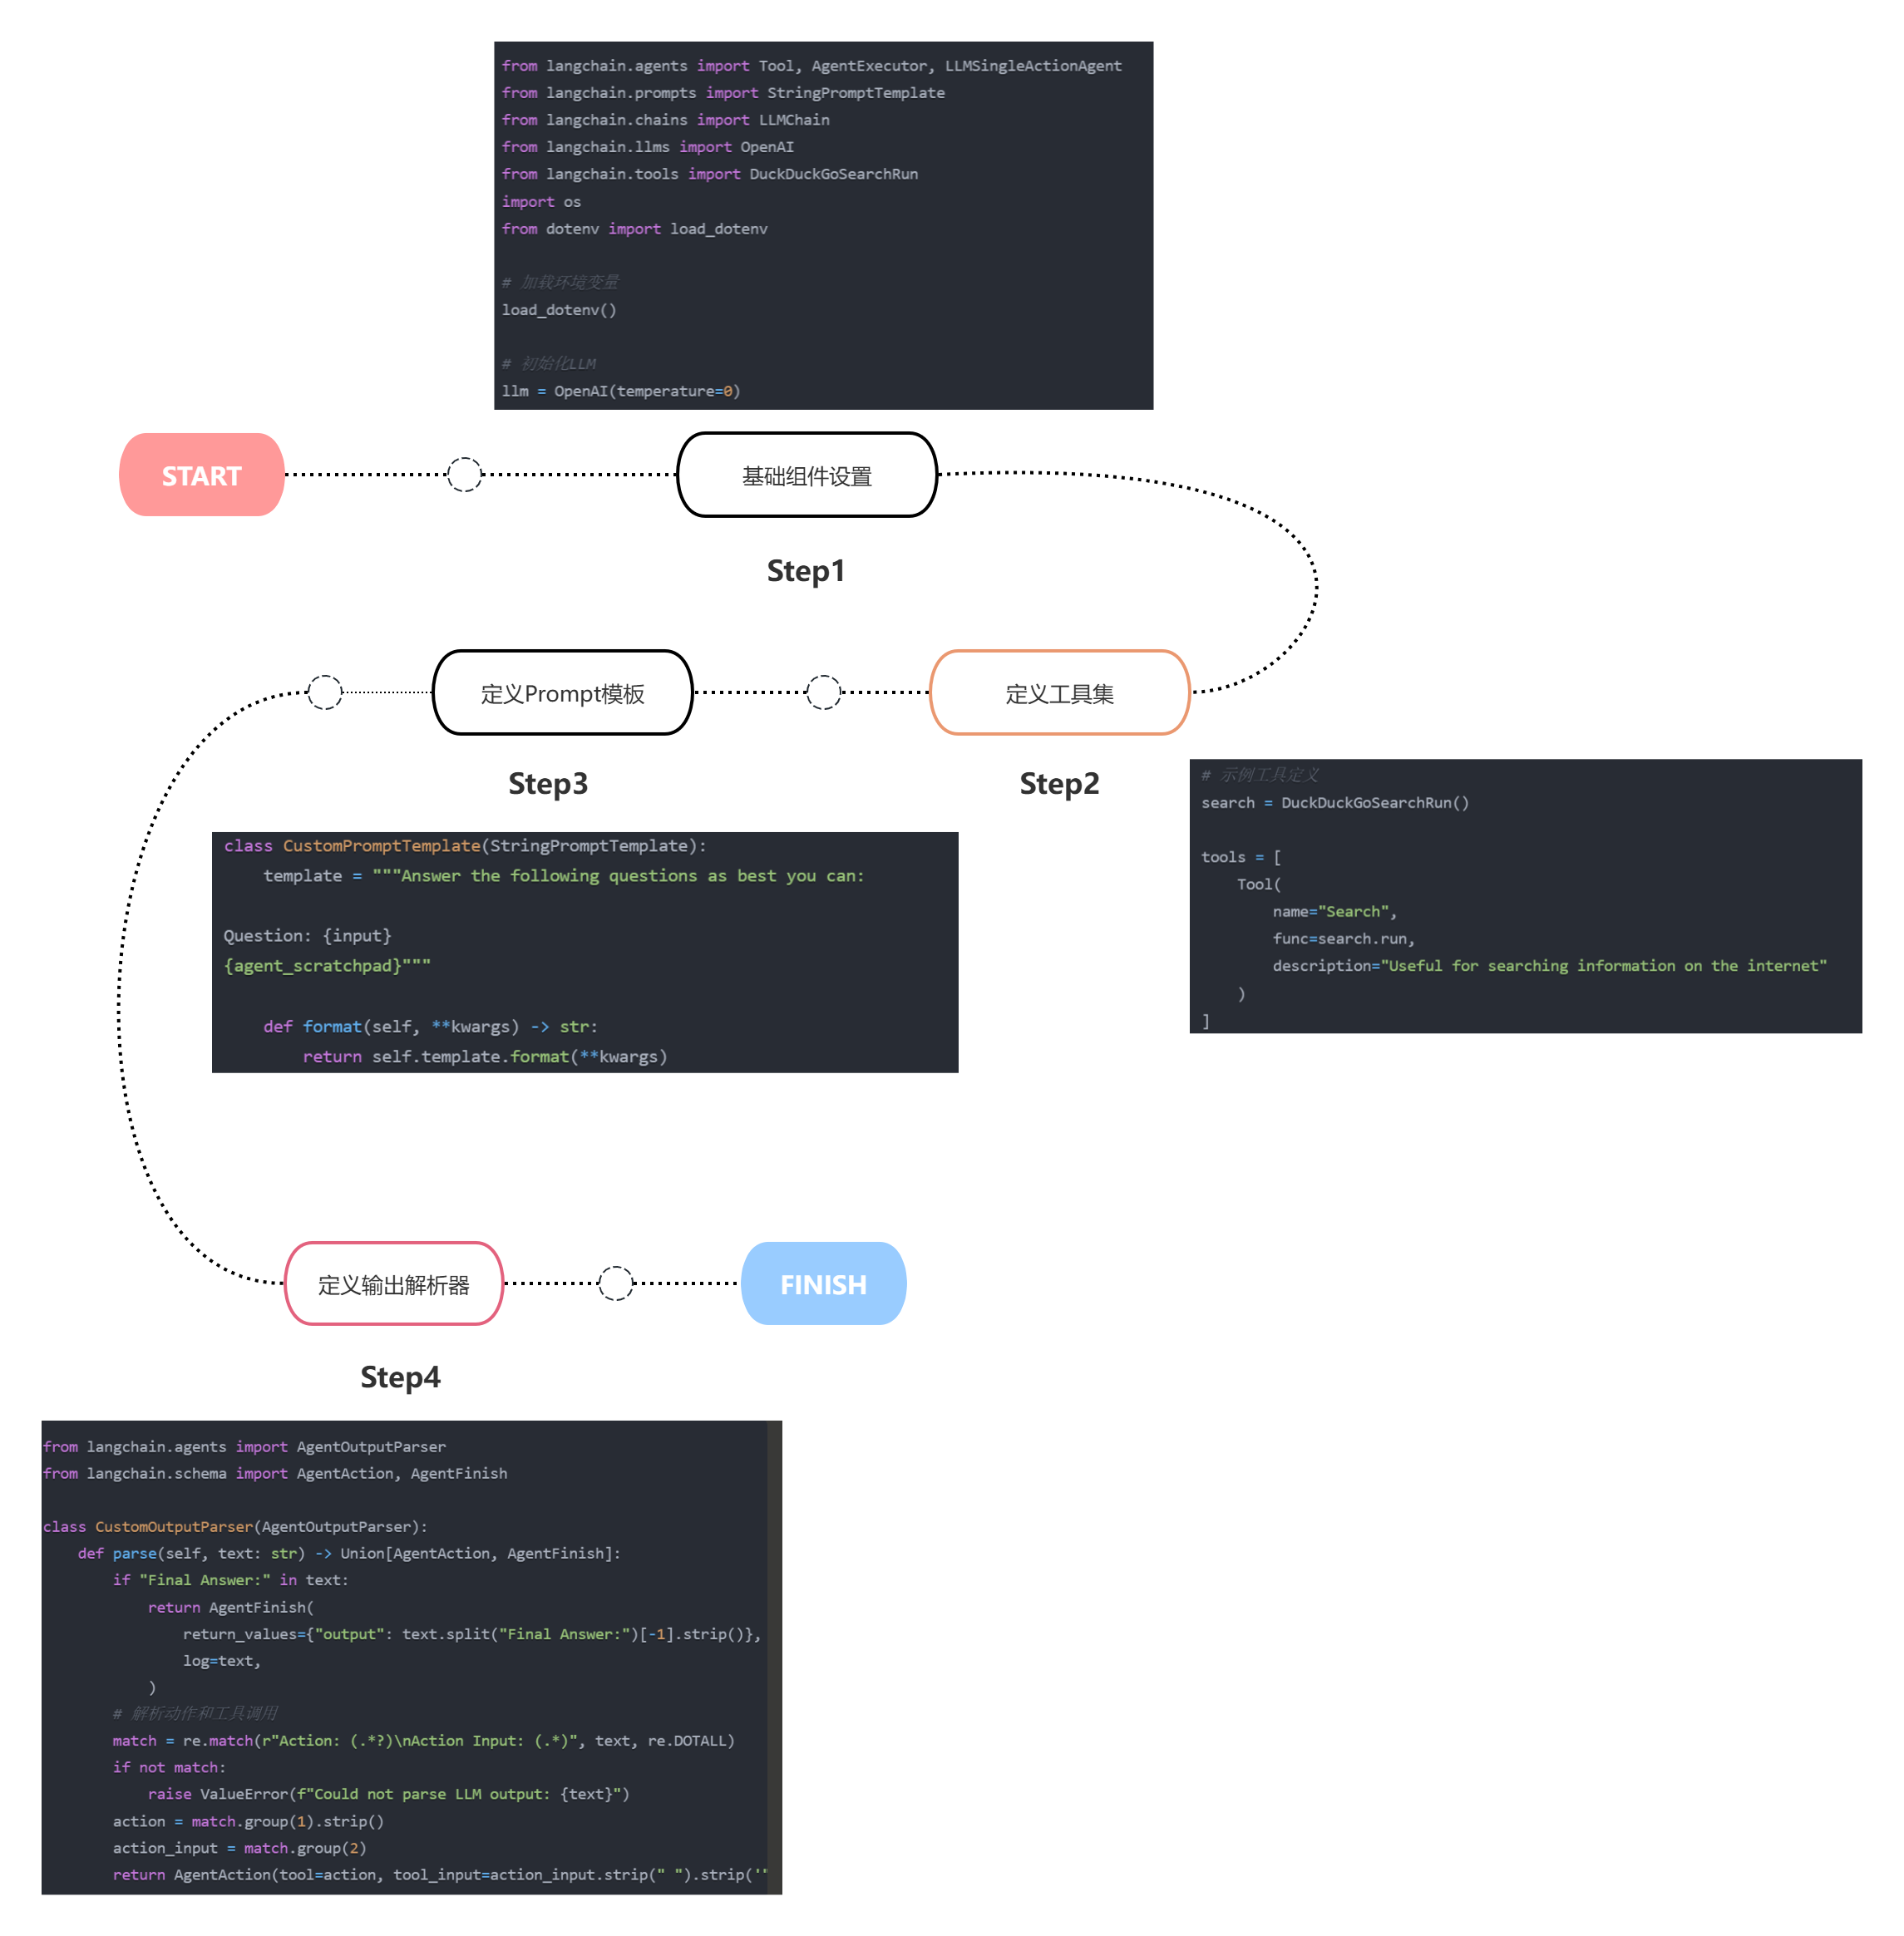 from langchain.agents import Tool, AgentExecutor, LLMSingleActionAgent
from langchain.prompts import StringPromptTemplate
from langchain.chains import LLMChain
from langchain.llms import OpenAI
from langchain.tools import DuckDuckGoSearchRun
import os
from dotenv import load_dotenv
# 加载环境变量
load_dotenv()
# 初始化LLM
llm = OpenAI(temperature=0)
START
基础组件设置
Step1
定义Prompt模板
定义工具集
Step3
Step2
# 示例工具定义
search = DuckDuckGoSearchRun()
tools = [
    Tool(
        name="Search",
        func=search.run,
        description="Useful for searching information on the internet"
    )
]
class CustomPromptTemplate(StringPromptTemplate):
    template = """Answer the following questions as best you can:
Question: {input}
{agent_scratchpad}"""
    def format(self, **kwargs) -> str:
        return self.template.format(**kwargs)
定义输出解析器
FINISH
Step4
from langchain.agents import AgentOutputParser
from langchain.schema import AgentAction, AgentFinish
class CustomOutputParser(AgentOutputParser):
    def parse(self, text: str) -> Union[AgentAction, AgentFinish]:
        if "Final Answer:" in text:
            return AgentFinish(
                return_values={"output": text.split("Final Answer:")[-1].strip()},
                log=text,
            )
        # 解析动作和工具调用
        match = re.match(r"Action: (.*?)\nAction Input: (.*)", text, re.DOTALL)
        if not match:
            raise ValueError(f"Could not parse LLM output: {text}")
        action = match.group(1).strip()
        action_input = match.group(2)
        return AgentAction(tool=action, tool_input=action_input.strip(" ").strip('"